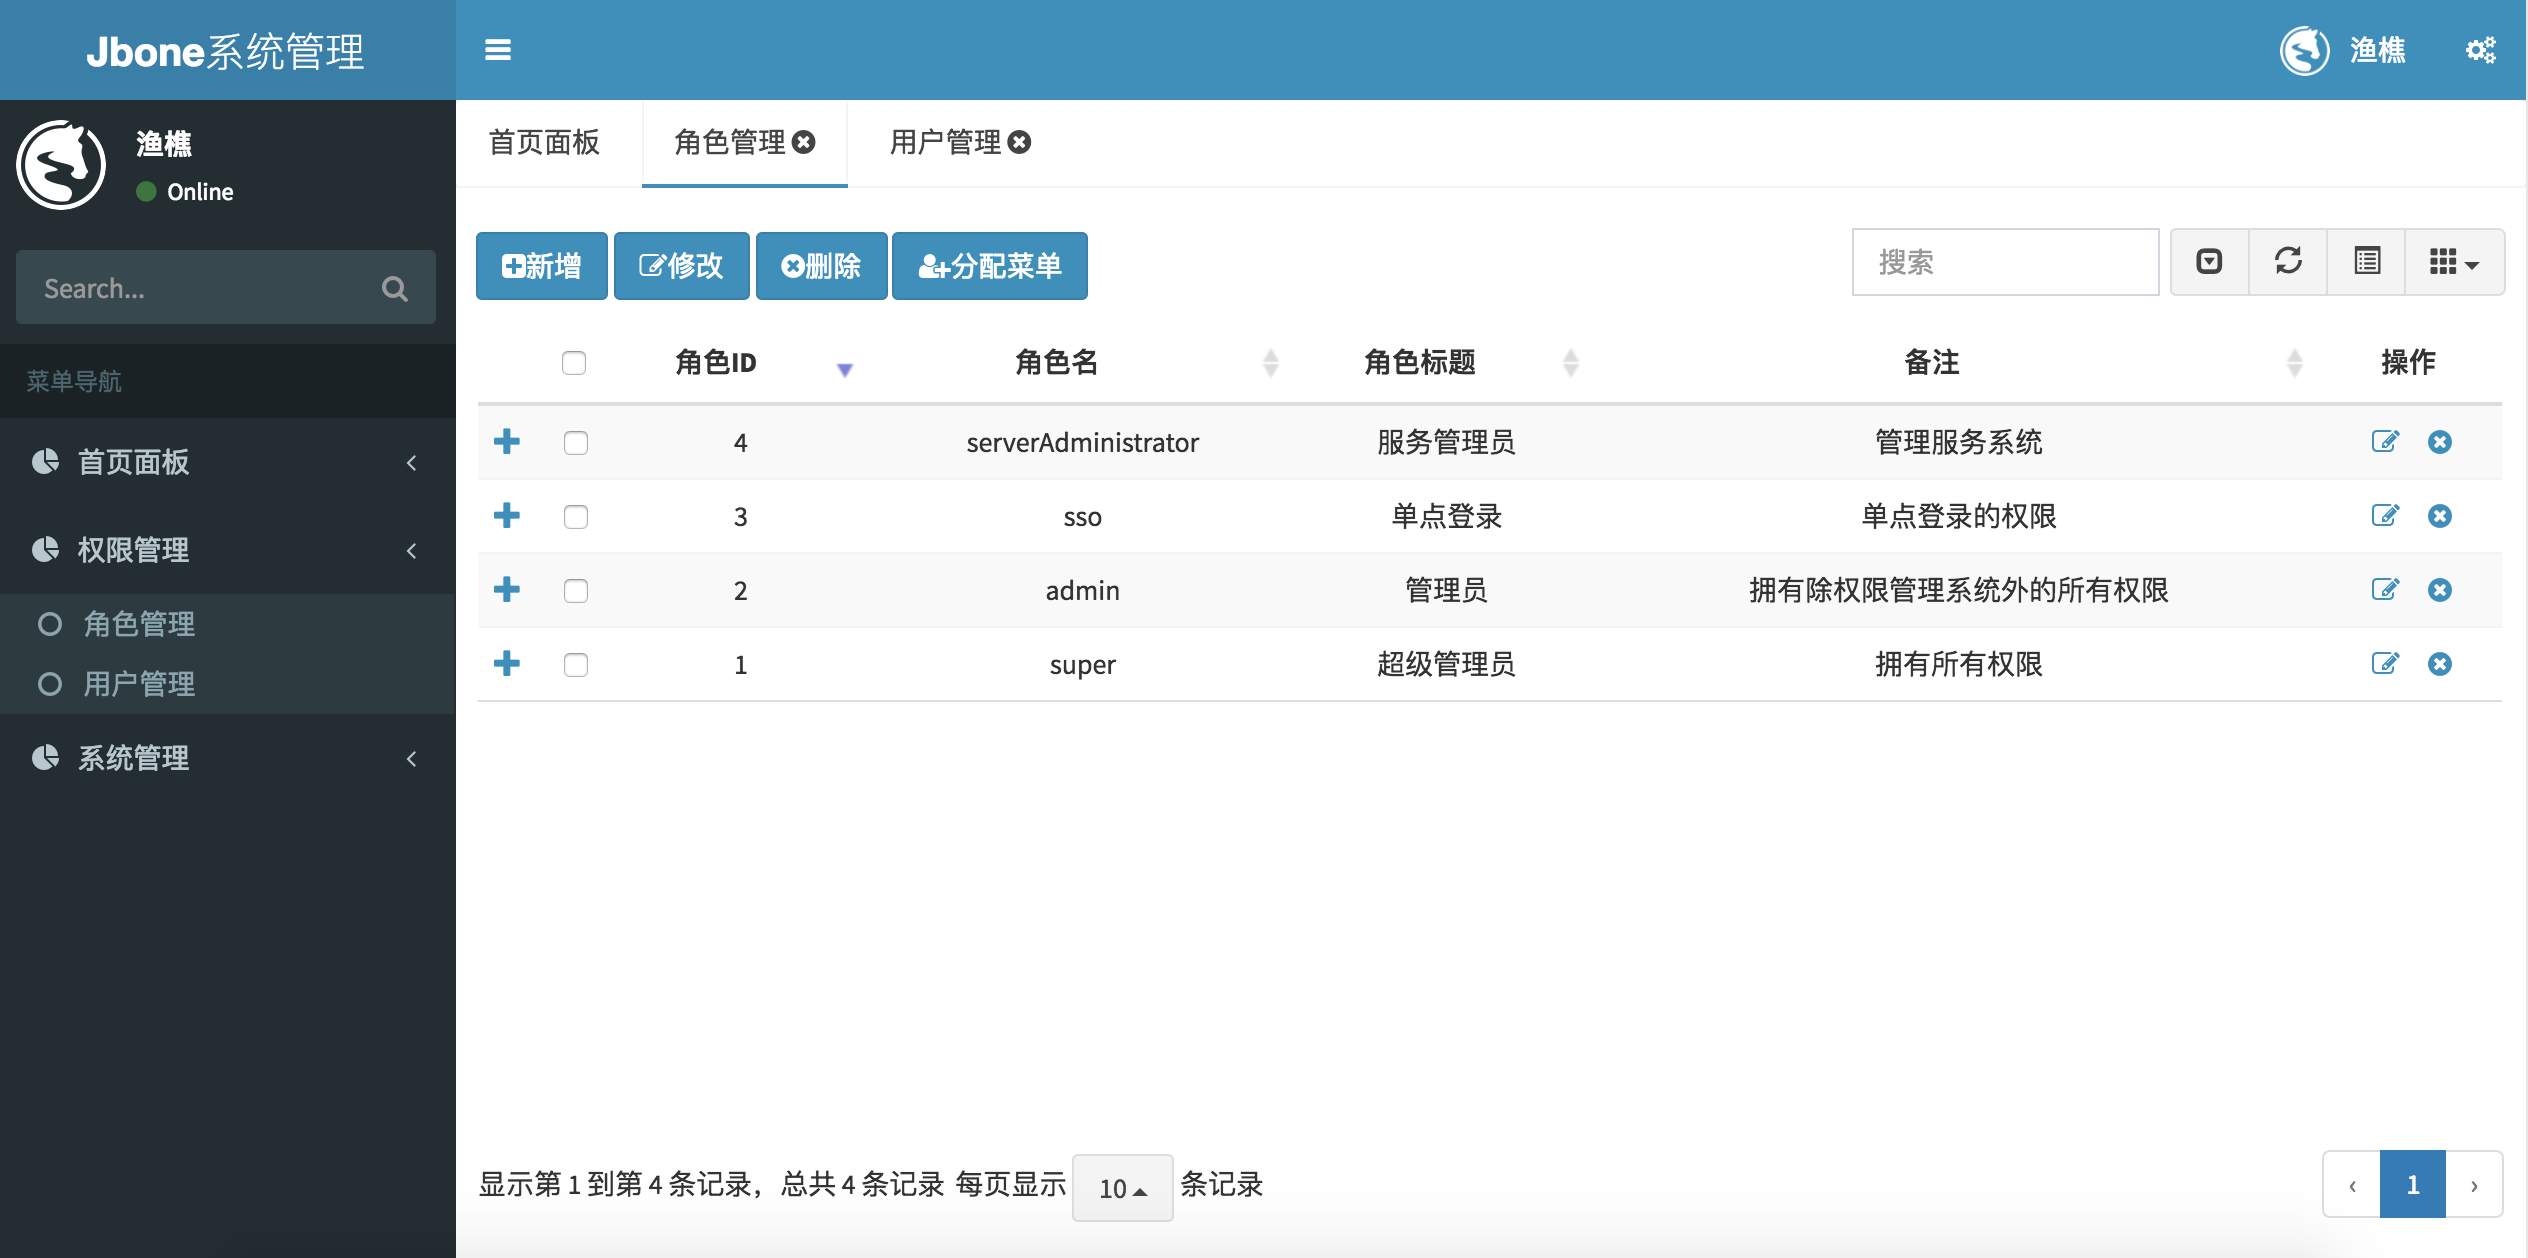 Jbone系统管理
渔樵
渔樵
Online
Search...
菜单导航
首页面板
权限管理
角色管理
用户管理
系统管理
首页面板 角色管理 用户管理
新增 修改 删除 分配菜单 搜索
角色ID 角色名 角色标题 备注 操作
4 serverAdministrator 服务管理员 管理服务系统
3 sso 单点登录 单点登录的权限
2 admin 管理员 拥有除权限管理系统外的所有权限
1 super 超级管理员 拥有所有权限
显示第 1 到第 4 条记录，总共 4 条记录 每页显示 10 条记录
‹ 1 ›